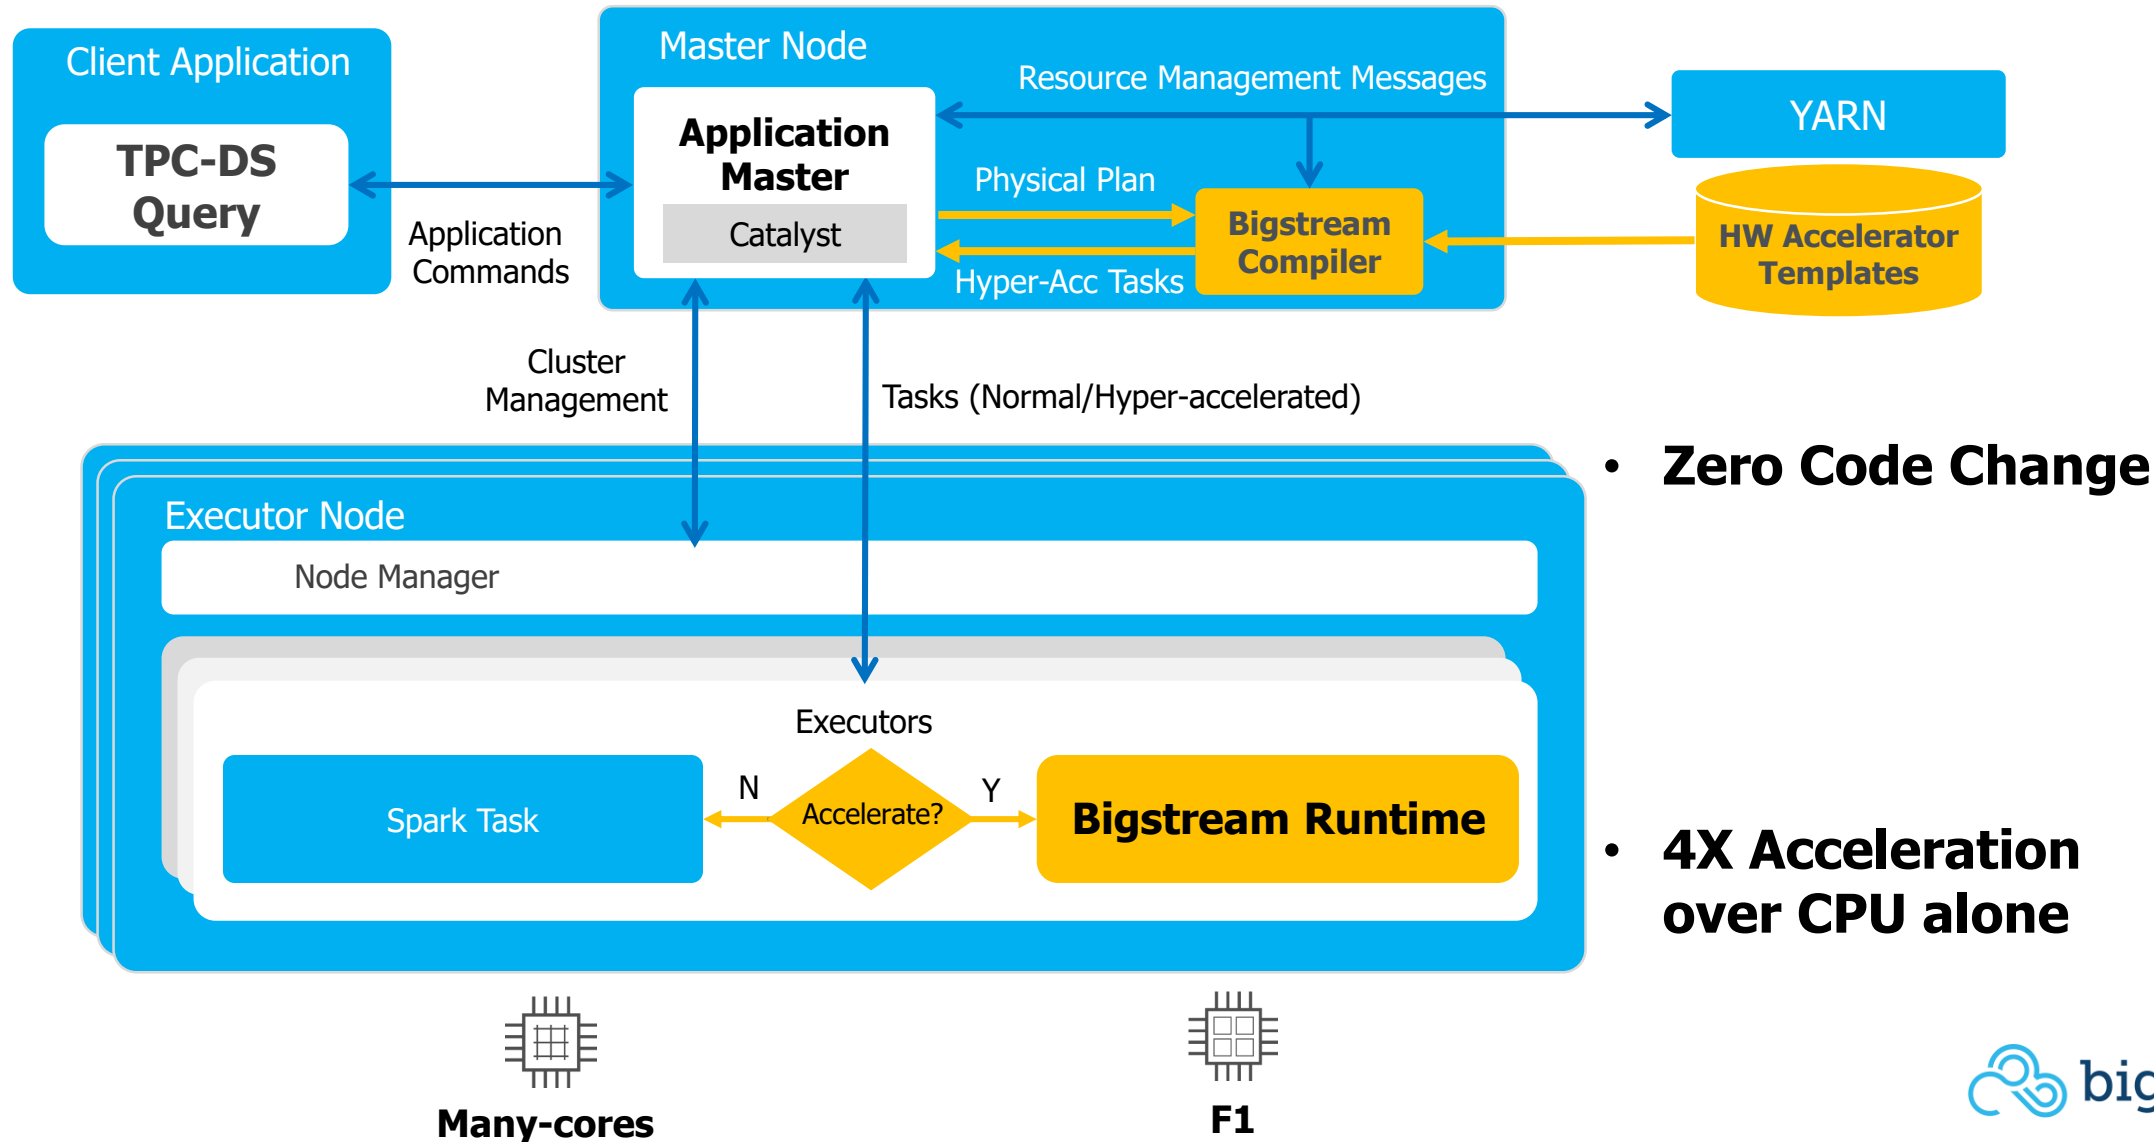 Client Application
TPC-DS
Query
Application
Commands
Master Node
Application
Master
Catalyst
Resource Management Messages
Physical Plan
Hyper-Acc Tasks
Bigstream
Compiler
YARN
HW Accelerator
Templates
Cluster
Management
Tasks (Normal/Hyper-accelerated)
Executor Node
Node Manager
Executors
Spark Task
N
Accelerate?
Y
Bigstream Runtime
• Zero Code Change
• 4X Acceleration
over CPU alone
Many-cores
F1
big